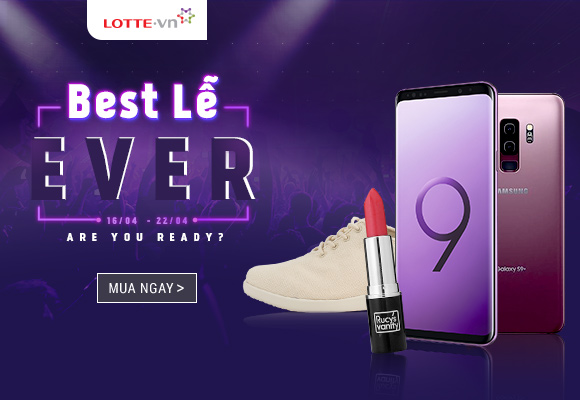 LOTTE.vn
Best Lễ
EVER
16/04 - 22/04
ARE YOU READY?
MUA NGAY >
9
SAMSUNG
Galaxy S9+
Rucy's
vanity